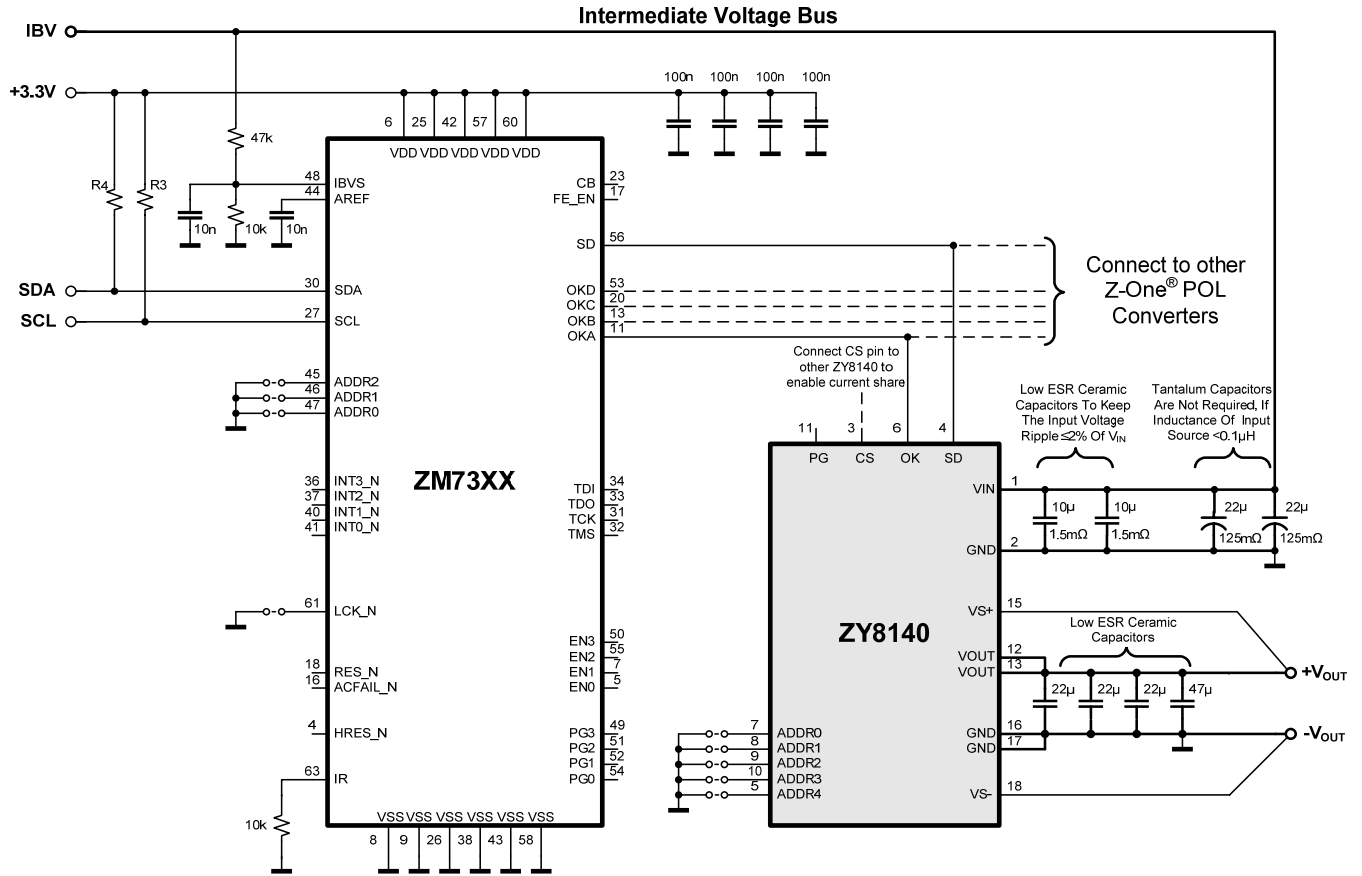 Intermediate Voltage Bus
IBV
+3.3V
R4
R3
SDA
SCL
47k
10n
10k
10n
100n 100n 100n 100n
6 25 42 57 60
VDD VDD VDD VDD VDD
48 IBVS
44 AREF
30 SDA
27 SCL
45 ADDR2
46 ADDR1
47 ADDR0
36 INT3_N
37 INT2_N
40 INT1_N
41 INT0_N
61 LCK_N
18 RES_N
16 ACFAIL_N
4 HRES_N
63 IR
10k
ZM73XX
CB 23
FE_EN 17
SD 56
OKD 53
OKC 20
OKB 13
OKA 11
TDI 34
TDO 33
TCK 31
TMS 32
EN3 50
EN2 55
EN1 7
EN0 5
PG3 49
PG2 51
PG1 52
PG0 54
VSS VSS VSS VSS VSS VSS
8 9 26 38 43 58
Connect to other
Z-One® POL
Converters
Connect CS pin to
other ZY8140 to
enable current share
11 3 6 4
PG CS OK SD
Low ESR Ceramic
Capacitors To Keep
The Input Voltage
Ripple ≤2% Of VIN
Tantalum Capacitors
Are Not Required, If
Inductance Of Input
Source <0.1µH
ZY8140
VIN 1
10µ 10µ 22µ 22µ
1.5mΩ 1.5mΩ 125mΩ 125mΩ
GND 2
VS+ 15
Low ESR Ceramic
Capacitors
VOUT 12
VOUT 13
+VOUT
22µ 22µ 22µ 47µ
GND 16
GND 17
-VOUT
VS- 18
7 ADDR0
8 ADDR1
9 ADDR2
10 ADDR3
5 ADDR4